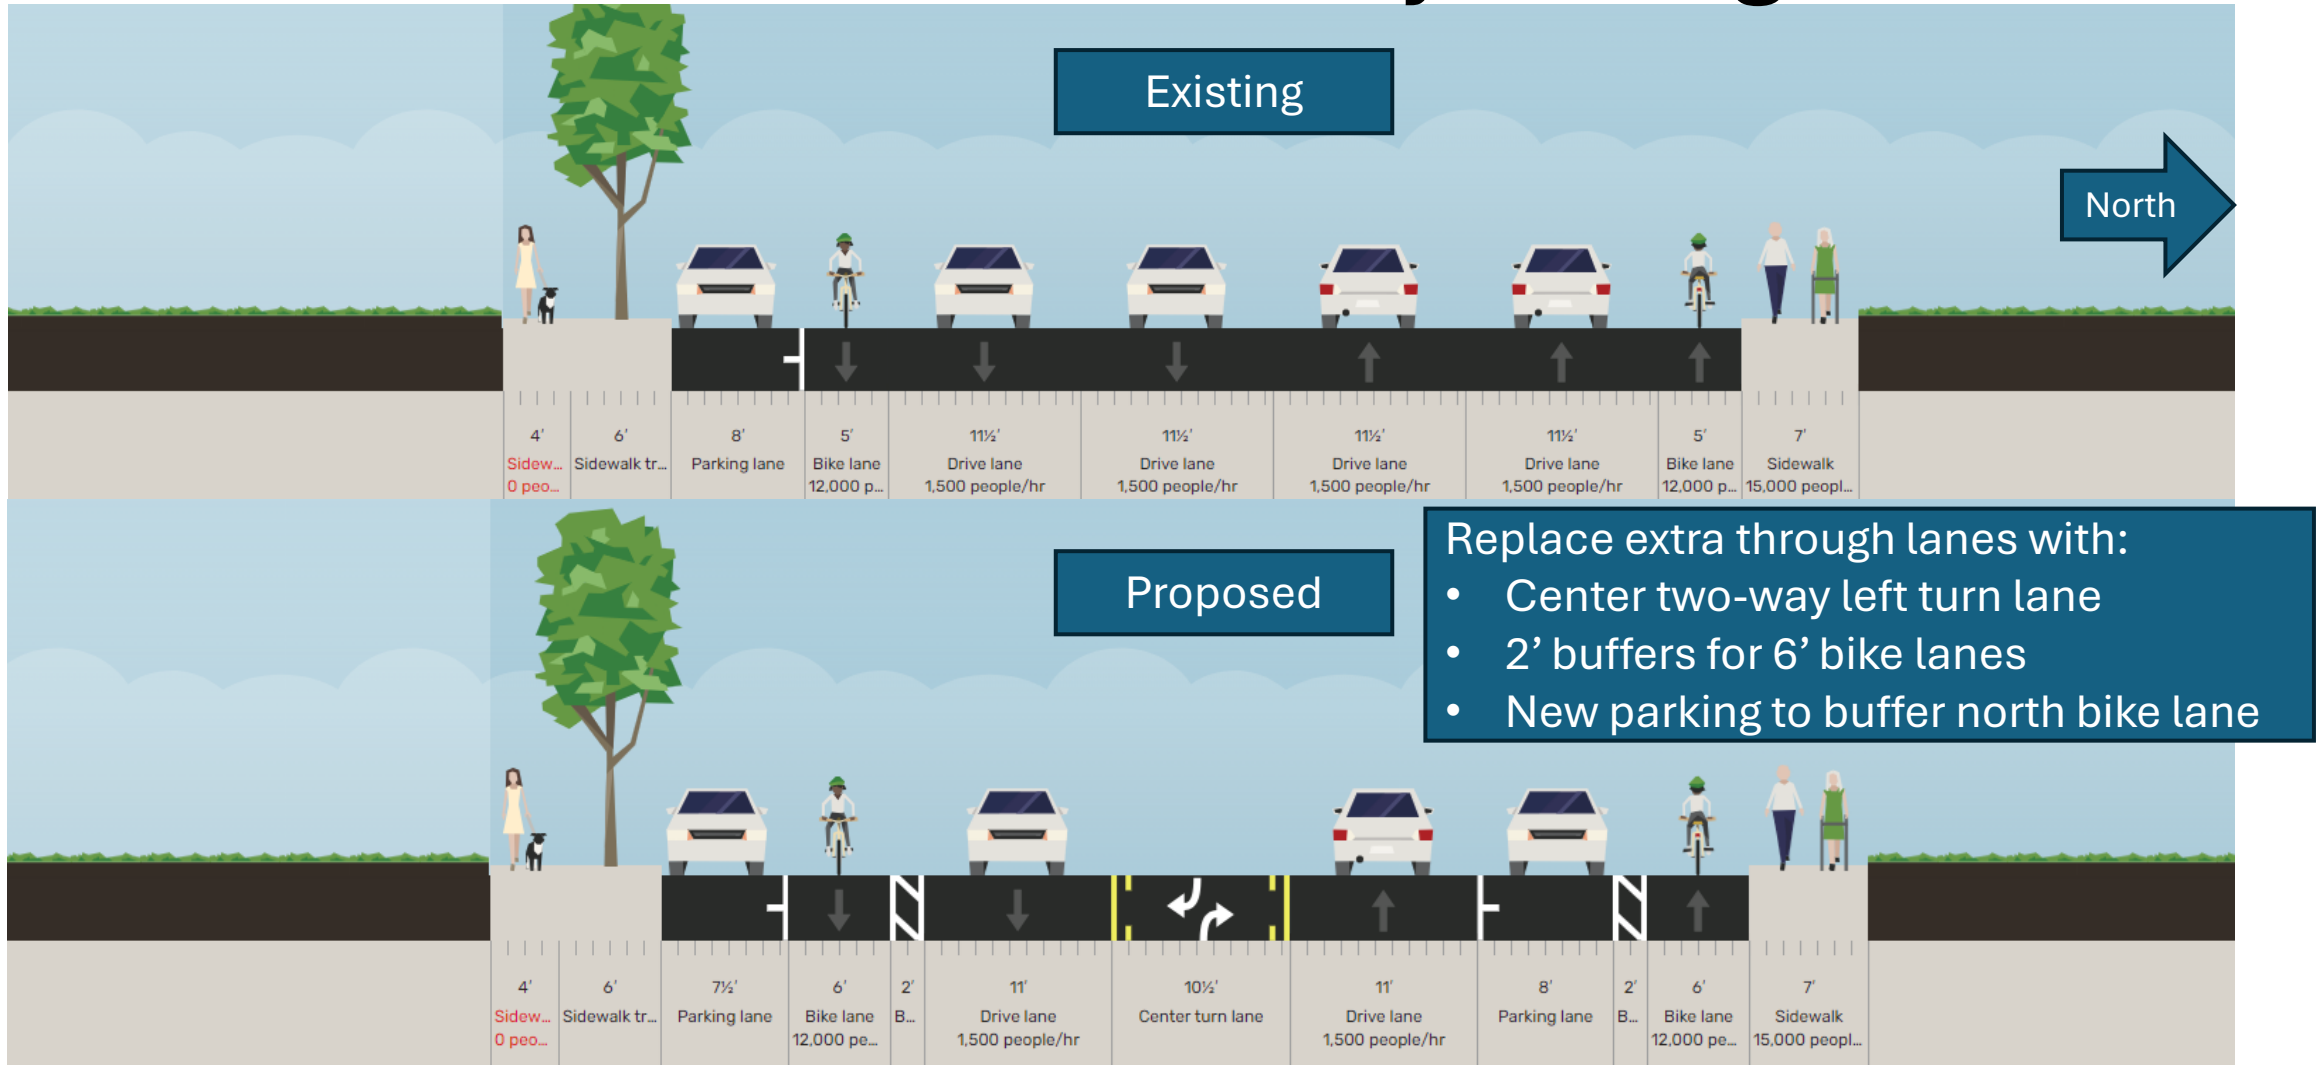 Existing
North
4' 6' 8' 5' 11½' 11½' 11½' 11½' 5' 7'
Sidew... Sidewalk tr... Parking lane Bike lane Drive lane Drive lane Drive lane Drive lane Bike lane Sidewalk
0 peo... 12,000 p... 1,500 people/hr 1,500 people/hr 1,500 people/hr 1,500 people/hr 12,000 p... 15,000 peopl...
Proposed
Replace extra through lanes with:
• Center two-way left turn lane
• 2’ buffers for 6’ bike lanes
• New parking to buffer north bike lane
4' 6' 7½' 6' 2' 11' 10½' 11' 8' 2' 6' 7'
Sidew... Sidewalk tr... Parking lane Bike lane B... Drive lane Center turn lane Drive lane Parking lane B... Bike lane Sidewalk
0 peo... 12,000 pe... 1,500 people/hr 1,500 people/hr 12,000 pe... 15,000 peopl...